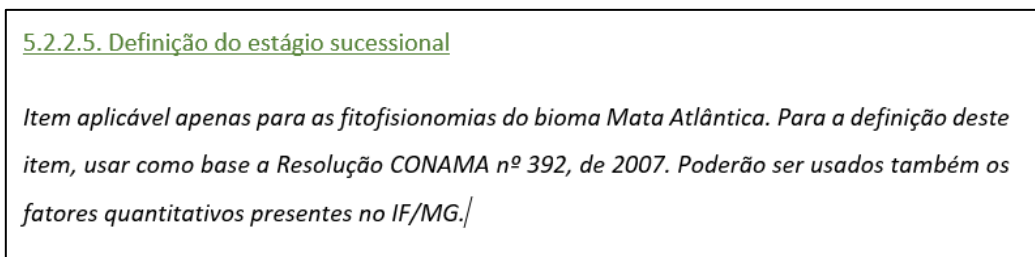 5.2.2.5. Definição do estágio sucessional
Item aplicável apenas para as fitofisionomias do bioma Mata Atlântica. Para a definição deste
item, usar como base a Resolução CONAMA nº 392, de 2007. Poderão ser usados também os
fatores quantitativos presentes no IF/MG.